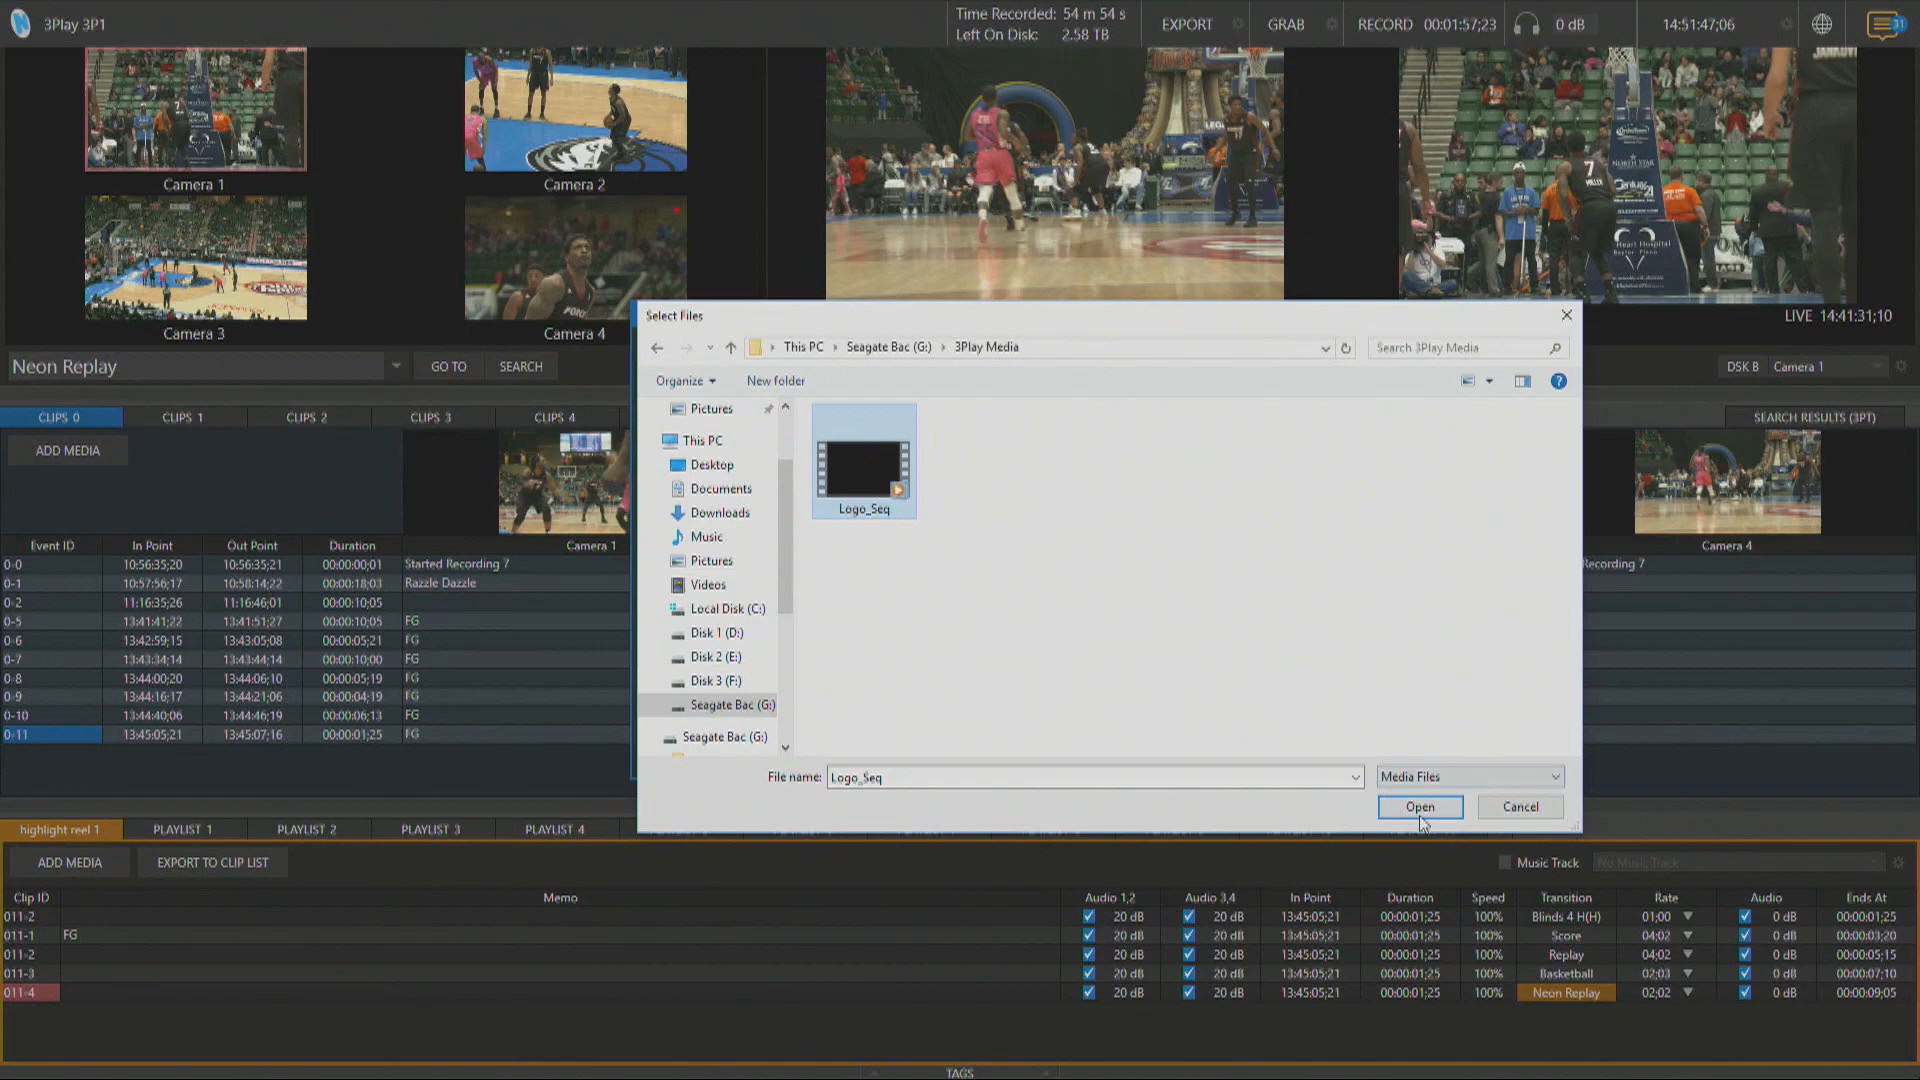 3Play 3P1
Time Recorded: 54 m 54 s
Left On Disk: 2.58 TB
EXPORT
GRAB
RECORD 00:01:57;23
0 dB
14:51:47;06
31
Camera 1
Camera 2
Camera 3
Camera 4
7
MILLER
NORTH STAR
Century 21
Heart Hospital
Baylor Plano
LIVE 14:41:31;10
Neon Replay
GO TO
SEARCH
DSK B
Camera 1
CLIPS 0
CLIPS 1
CLIPS 2
CLIPS 3
CLIPS 4
SEARCH RESULTS (3PT)
ADD MEDIA
Camera 1
Camera 4
Event ID In Point Out Point Duration
0-0 10:56:35;20 10:56:35;21 00:00:00;01 Started Recording 7
0-1 10:57:56;17 10:58:14;22 00:00:18;03 Razzle Dazzle
0-2 11:16:35;26 11:16:46;01 00:00:10;05
0-5 13:41:41;22 13:41:51;27 00:00:10;05 FG
0-6 13:42:59;15 13:43:05;08 00:00:05;21 FG
0-7 13:43:34;14 13:43:44;14 00:00:10;00 FG
0-8 13:44:00;20 13:44:06;10 00:00:05;19 FG
0-9 13:44:16;17 13:44:21;06 00:00:04;19 FG
0-10 13:44:40;06 13:44:46;19 00:00:06;13 FG
0-11 13:45:05;21 13:45:07;16 00:00:01;25 FG
Recording 7
Select Files
This PC › Seagate Bac (G:) › 3Play Media
Search 3Play Media
Organize
New folder
Pictures
This PC
Desktop
Documents
Downloads
Music
Pictures
Videos
Local Disk (C:)
Disk 1 (D:)
Disk 2 (E:)
Disk 3 (F:)
Seagate Bac (G:)
Seagate Bac (G:)
Logo_Seq
File name: Logo_Seq
Media Files
Open
Cancel
highlight reel 1
PLAYLIST 1
PLAYLIST 2
PLAYLIST 3
PLAYLIST 4
ADD MEDIA
EXPORT TO CLIP LIST
Music Track
No Music Track
Clip ID Memo Audio 1,2 Audio 3,4 In Point Duration Speed Transition Rate Audio Ends At
011-2 20 dB 20 dB 13:45:05;21 00:00:01;25 100% Blinds 4 H(H) 01;00 0 dB 00:00:01;25
011-1 FG 20 dB 20 dB 13:45:05;21 00:00:01;25 100% Score 04;02 0 dB 00:00:03;20
011-2 20 dB 20 dB 13:45:05;21 00:00:01;25 100% Replay 04;02 0 dB 00:00:05;15
011-3 20 dB 20 dB 13:45:05;21 00:00:01;25 100% Basketball 02;03 0 dB 00:00:07;10
011-4 20 dB 20 dB 13:45:05;21 00:00:01;25 100% Neon Replay 02;02 0 dB 00:00:09;05
TAGS